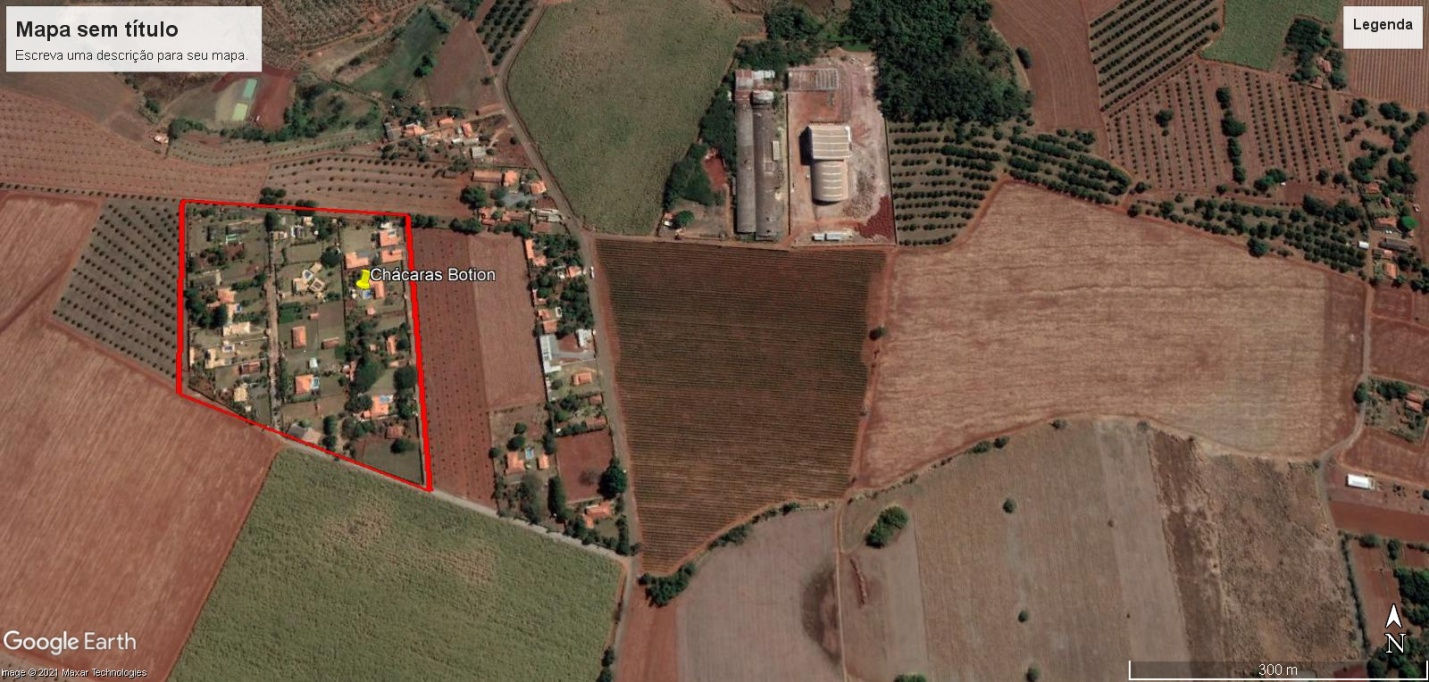 Mapa sem título
Escreva uma descrição para seu mapa.
Legenda
Chácaras Botion
Google Earth
Image © 2021 Maxar Technologies
N
300 m